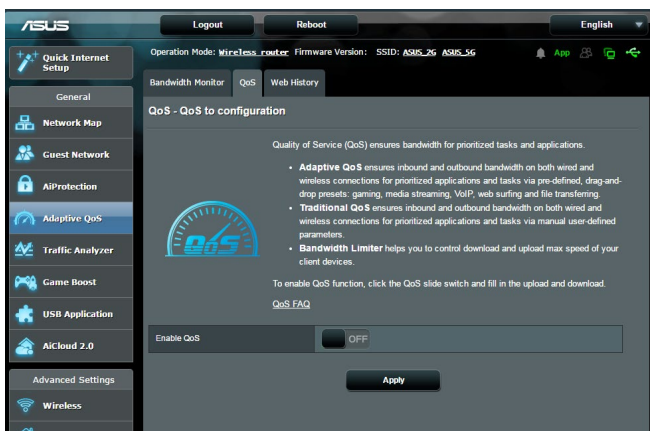 ASUS
Logout
Reboot
English
Quick Internet
Setup
Operation Mode: Wireless router Firmware Version: SSID: ASUS_2G ASUS_5G
App
General
Network Map
Guest Network
AiProtection
Adaptive QoS
Traffic Analyzer
Game Boost
USB Application
AiCloud 2.0
Advanced Settings
Wireless
Bandwidth Monitor
QoS
Web History
QoS - QoS to configuration
Quality of Service (QoS) ensures bandwidth for prioritized tasks and applications.
• Adaptive QoS ensures inbound and outbound bandwidth on both wired and
wireless connections for prioritized applications and tasks via pre-defined, drag-and-
drop presets: gaming, media streaming, VoIP, web surfing and file transferring.
• Traditional QoS ensures inbound and outbound bandwidth on both wired and
wireless connections for prioritized applications and tasks via manual user-defined
parameters.
• Bandwidth Limiter helps you to control download and upload max speed of your
client devices.
QoS
To enable QoS function, click the QoS slide switch and fill in the upload and download.
QoS FAQ
Enable QoS
OFF
Apply